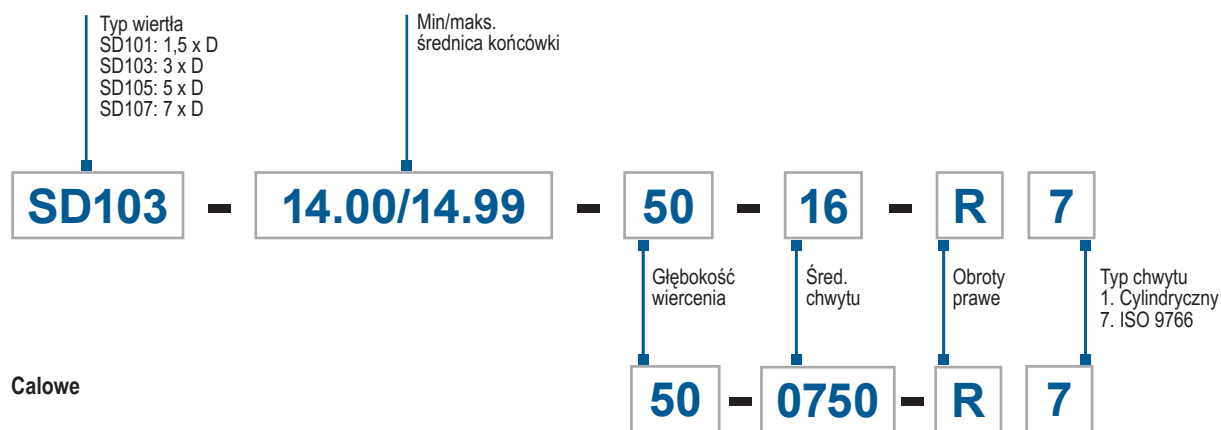 Typ wiertła
SD101: 1,5 x D
SD103: 3 x D
SD105: 5 x D
SD107: 7 x D
Min/maks.
średnica końcówki
SD103 - 14.00/14.99 - 50 - 16 - R 7
Głębokość
wiercenia
Śred.
chwytu
Obroty
prawe
Typ chwytu
1. Cylindryczny
7. ISO 9766
Calowe
50 - 0750 - R 7